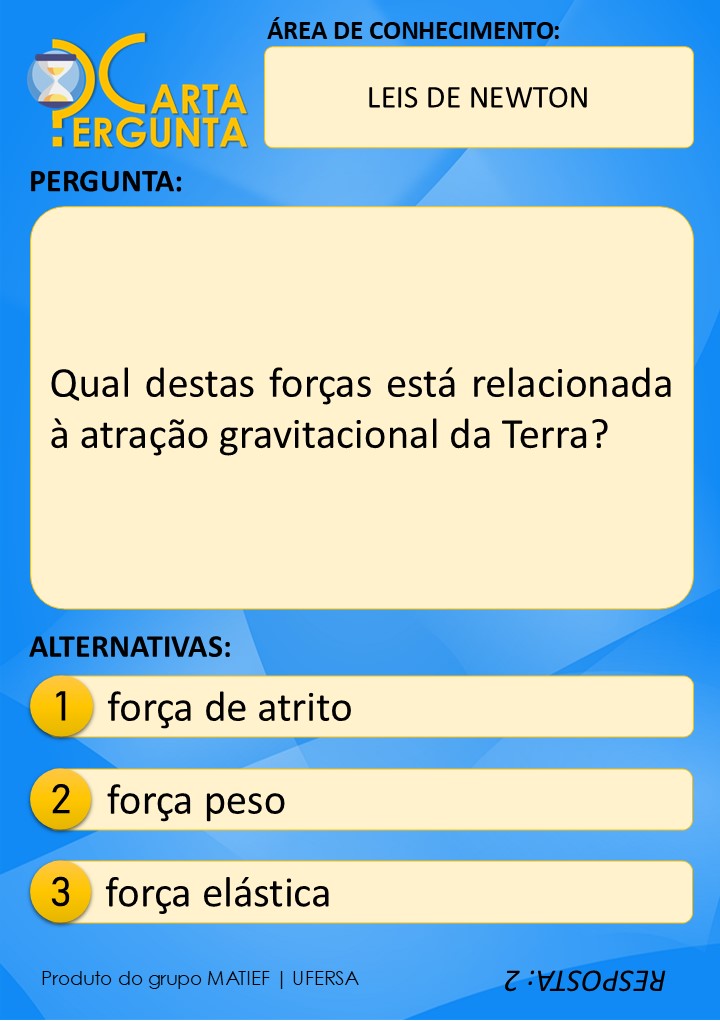 CARTA
PERGUNTA
ÁREA DE CONHECIMENTO:
LEIS DE NEWTON
PERGUNTA:
Qual destas forças está relacionada
à atração gravitacional da Terra?
ALTERNATIVAS:
1 força de atrito
2 força peso
3 força elástica
Produto do grupo MATIEF | UFERSA
RESPOSTA: 2